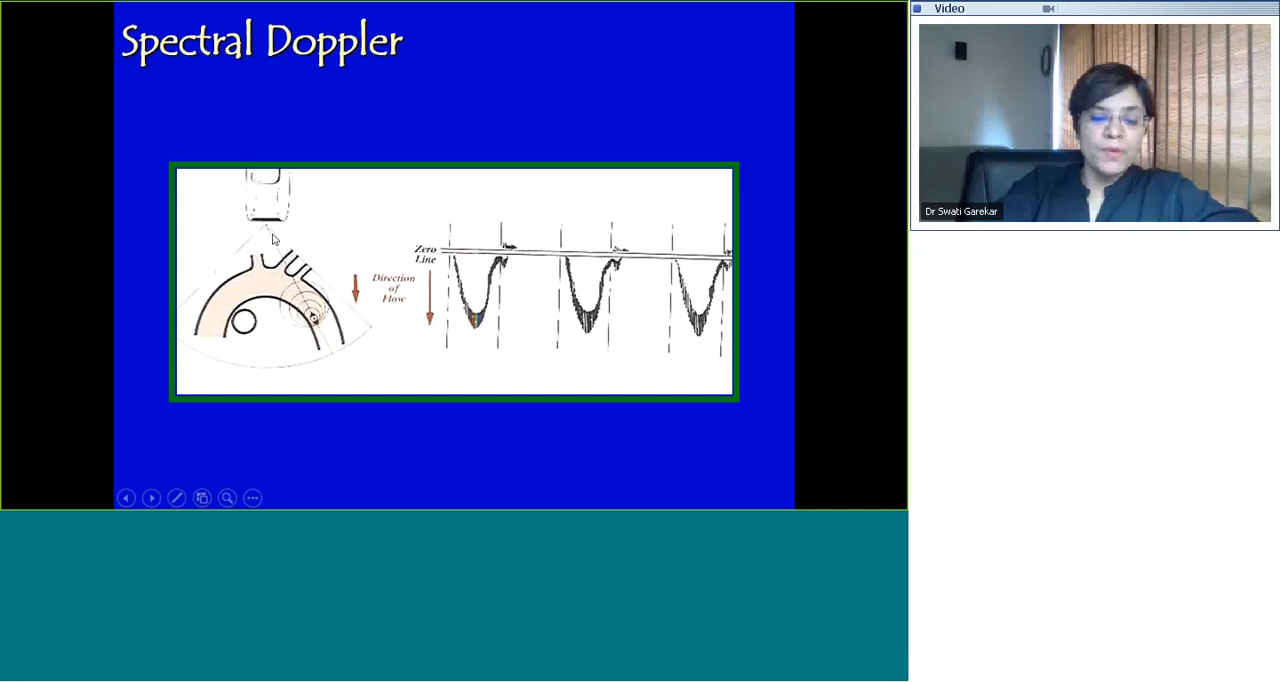 Spectral Doppler
Zero
Line
Direction
of
Flow
Video
Dr Swati Garekar